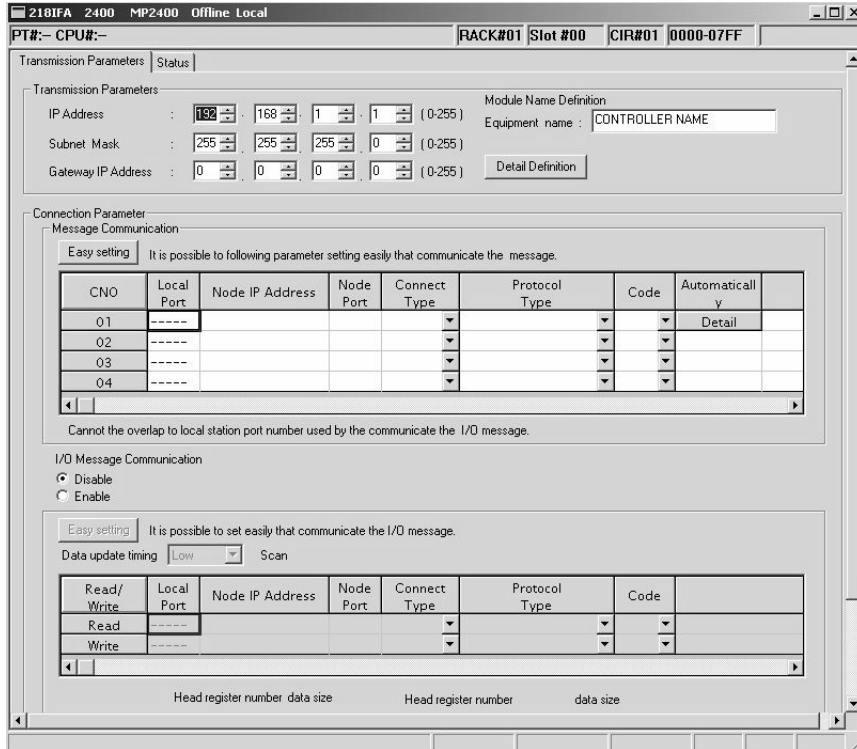 218IFA 2400 MP2400 Offline Local
PT#:– CPU#:– RACK#01 Slot #00 CIR#01 0000-07FF
Transmission Parameters Status
Transmission Parameters
IP Address : 192 . 168 . 1 . 1 ( 0-255 )
Module Name Definition
Equipment name : CONTROLLER NAME
Subnet Mask : 255 . 255 . 255 . 0 ( 0-255 )
Gateway IP Address : 0 . 0 . 0 . 0 ( 0-255 )
Detail Definition
Connection Parameter
Message Communication
Easy setting It is possible to following parameter setting easily that communicate the message.
CNO Local Port Node IP Address Node Port Connect Type Protocol Type Code Automatically
01 ----- Detail
02 -----
03 -----
04 -----
Cannot the overlap to local station port number used by the communicate the I/O message.
I/O Message Communication
Disable
Enable
Easy setting It is possible to set easily that communicate the I/O message.
Data update timing Low Scan
Read/Write Local Port Node IP Address Node Port Connect Type Protocol Type Code
Read -----
Write -----
Head register number data size Head register number data size